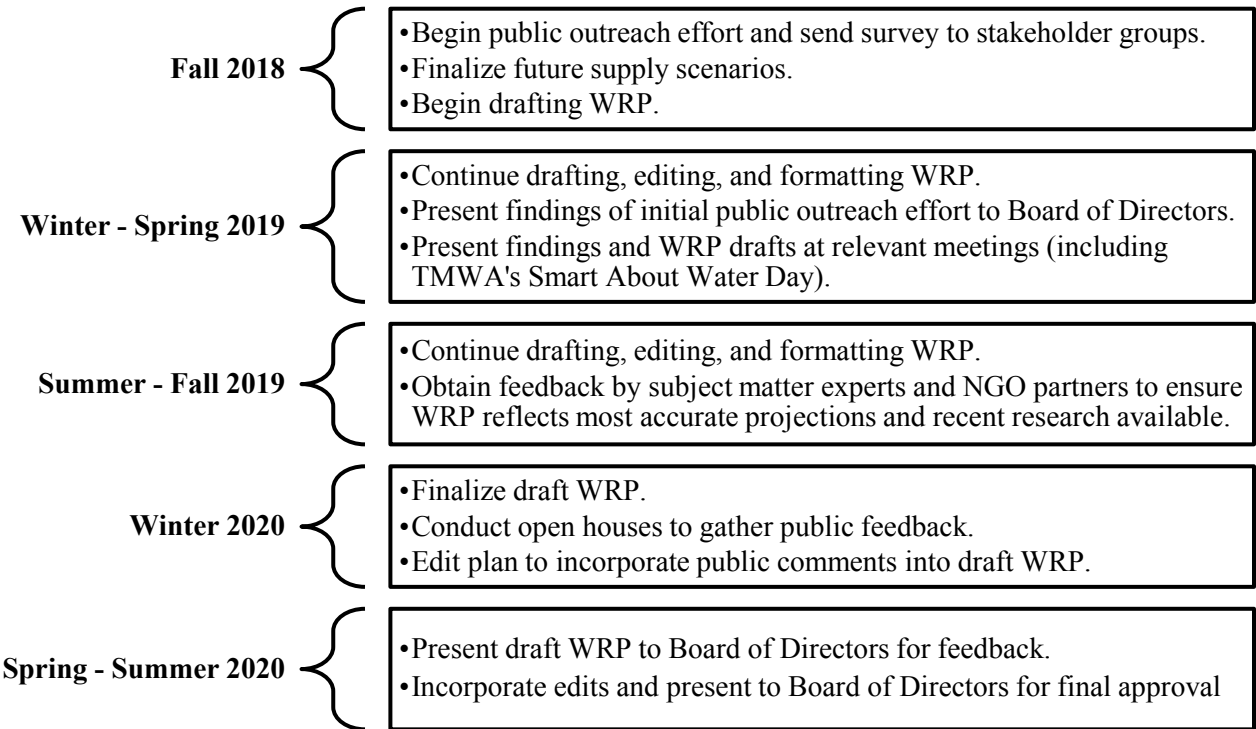 Fall 2018
•Begin public outreach effort and send survey to stakeholder groups.
•Finalize future supply scenarios.
•Begin drafting WRP.
Winter - Spring 2019
•Continue drafting, editing, and formatting WRP.
•Present findings of initial public outreach effort to Board of Directors.
•Present findings and WRP drafts at relevant meetings (including
TMWA's Smart About Water Day).
Summer - Fall 2019
•Continue drafting, editing, and formatting WRP.
•Obtain feedback by subject matter experts and NGO partners to ensure
WRP reflects most accurate projections and recent research available.
Winter 2020
•Finalize draft WRP.
•Conduct open houses to gather public feedback.
•Edit plan to incorporate public comments into draft WRP.
Spring - Summer 2020
•Present draft WRP to Board of Directors for feedback.
•Incorporate edits and present to Board of Directors for final approval